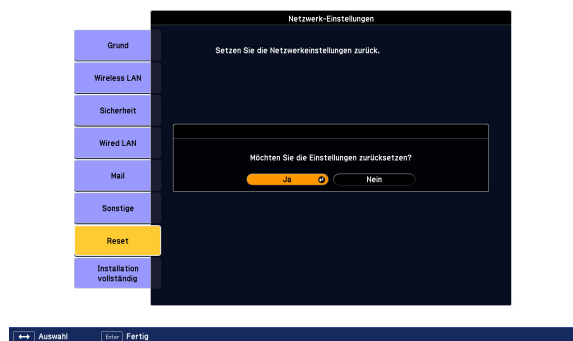 Netzwerk-Einstellungen
Grund
Setzen Sie die Netzwerkeinstellungen zurück.
Wireless LAN
Sicherheit
Wired LAN
Möchten Sie die Einstellungen zurücksetzen?
Mail
Ja
Nein
Sonstige
Reset
Installation
vollständig
Auswahl
Enter Fertig